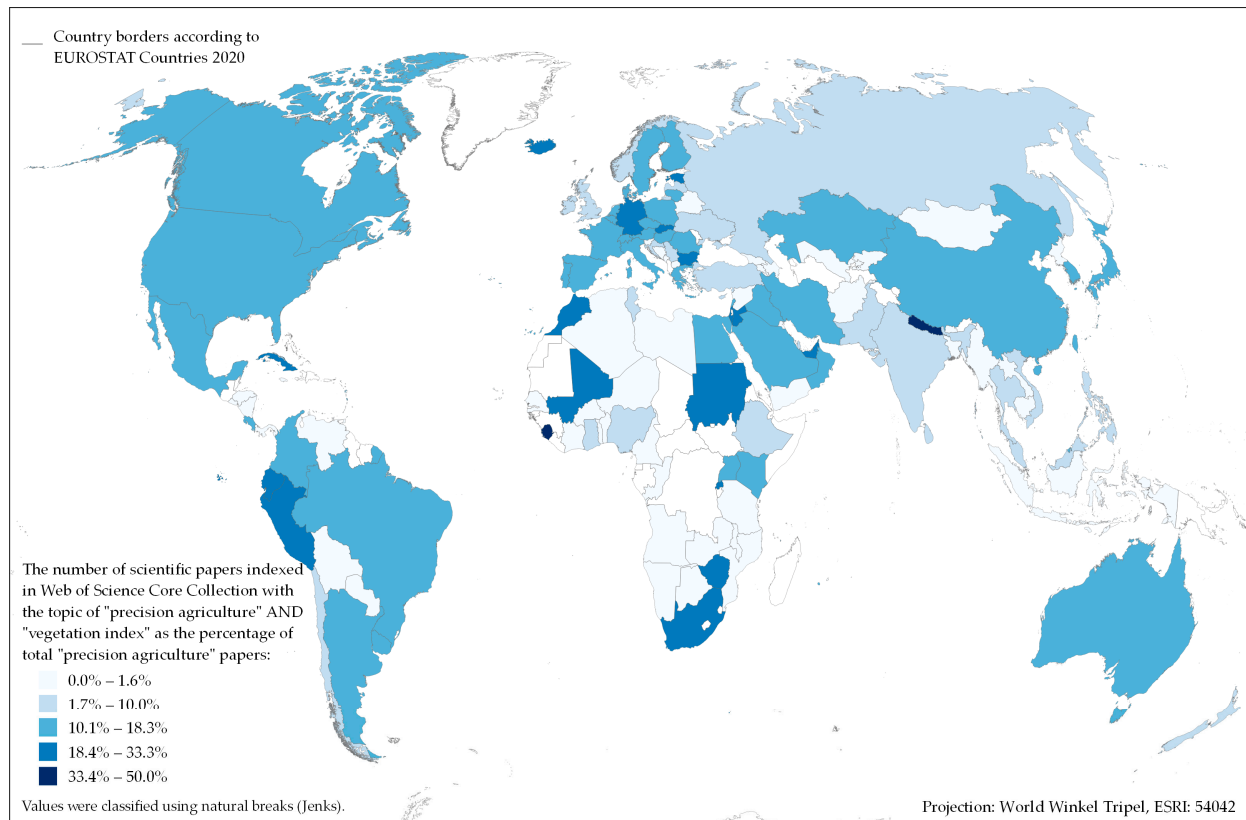 Country borders according to
EUROSTAT Countries 2020
The number of scientific papers indexed
in Web of Science Core Collection with
the topic of "precision agriculture" AND
"vegetation index" as the percentage of
total "precision agriculture" papers:
0.0% – 1.6%
1.7% – 10.0%
10.1% – 18.3%
18.4% – 33.3%
33.4% – 50.0%
Values were classified using natural breaks (Jenks).
Projection: World Winkel Tripel, ESRI: 54042